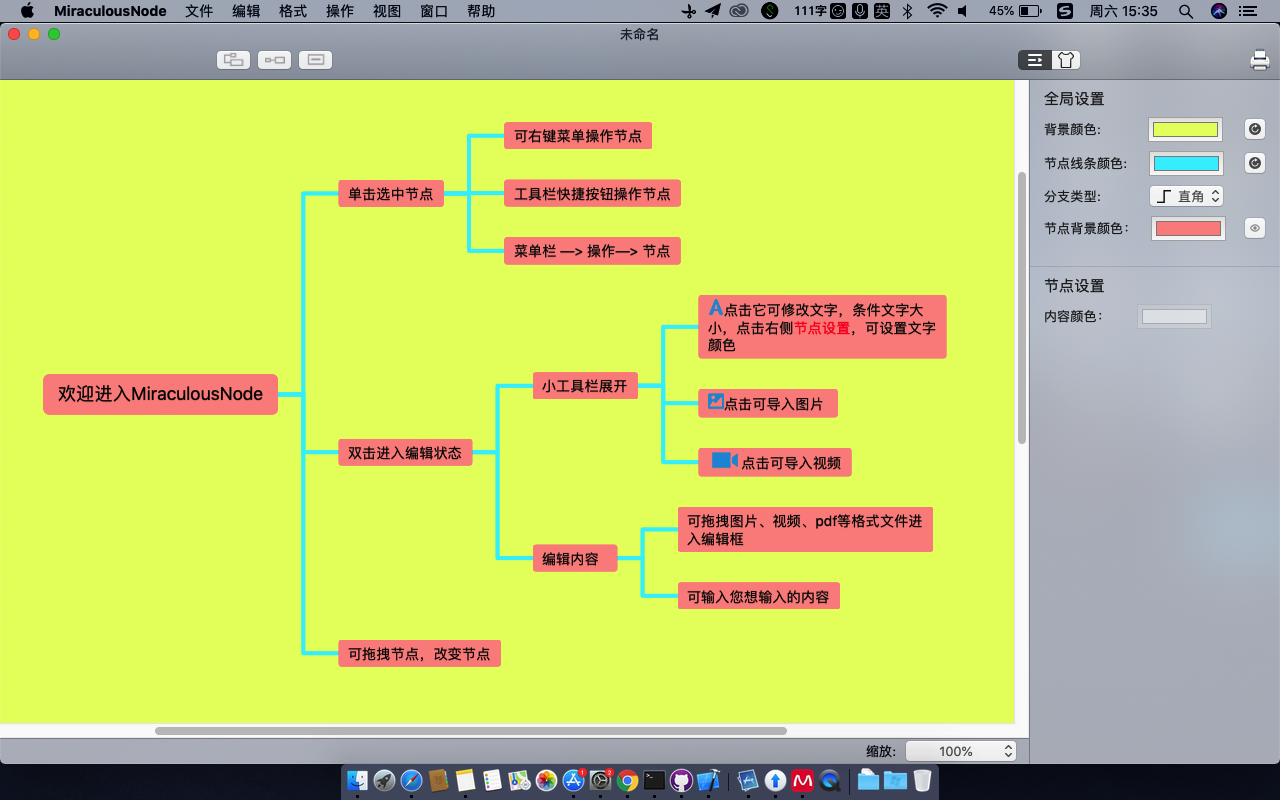 MiraculousNode 文件 编辑 格式 操作 视图 窗口 帮助 111字 英 45% 周六 15:35
未命名
可右键菜单操作节点
单击选中节点
工具栏快捷按钮操作节点
菜单栏 —> 操作—> 节点
A点击它可修改文字，条件文字大
小，点击右侧节点设置，可设置文字
颜色
欢迎进入MiraculousNode
小工具栏展开
点击可导入图片
双击进入编辑状态
点击可导入视频
可拖拽图片、视频、pdf等格式文件进
入编辑框
编辑内容
可输入您想输入的内容
可拖拽节点，改变节点
全局设置
背景颜色:
节点线条颜色:
分支类型: 直角
节点背景颜色:
节点设置
内容颜色:
缩放: 100%
1
2